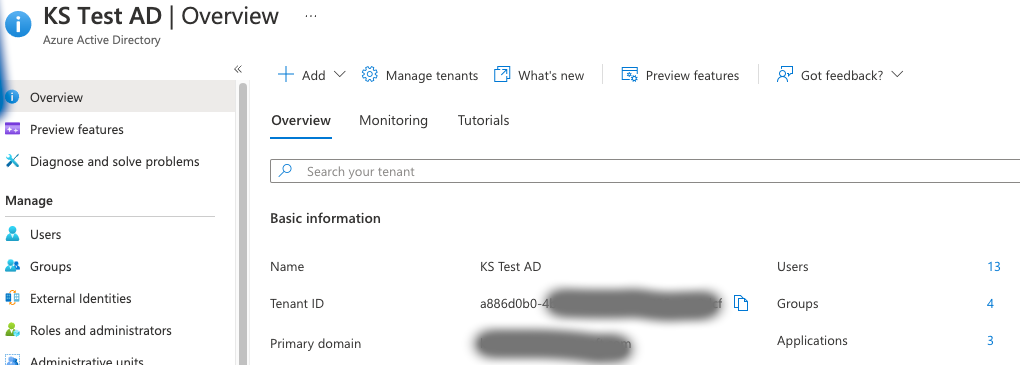 KS Test AD | Overview ...
Azure Active Directory
«
Add Manage tenants What's new Preview features Got feedback?
Overview
Preview features
Diagnose and solve problems
Manage
Users
Groups
External Identities
Roles and administrators
Administrative units
Overview Monitoring Tutorials
Search your tenant
Basic information
Name KS Test AD Users 13
Tenant ID a886d0b0-4 Groups 4
Primary domain Applications 3